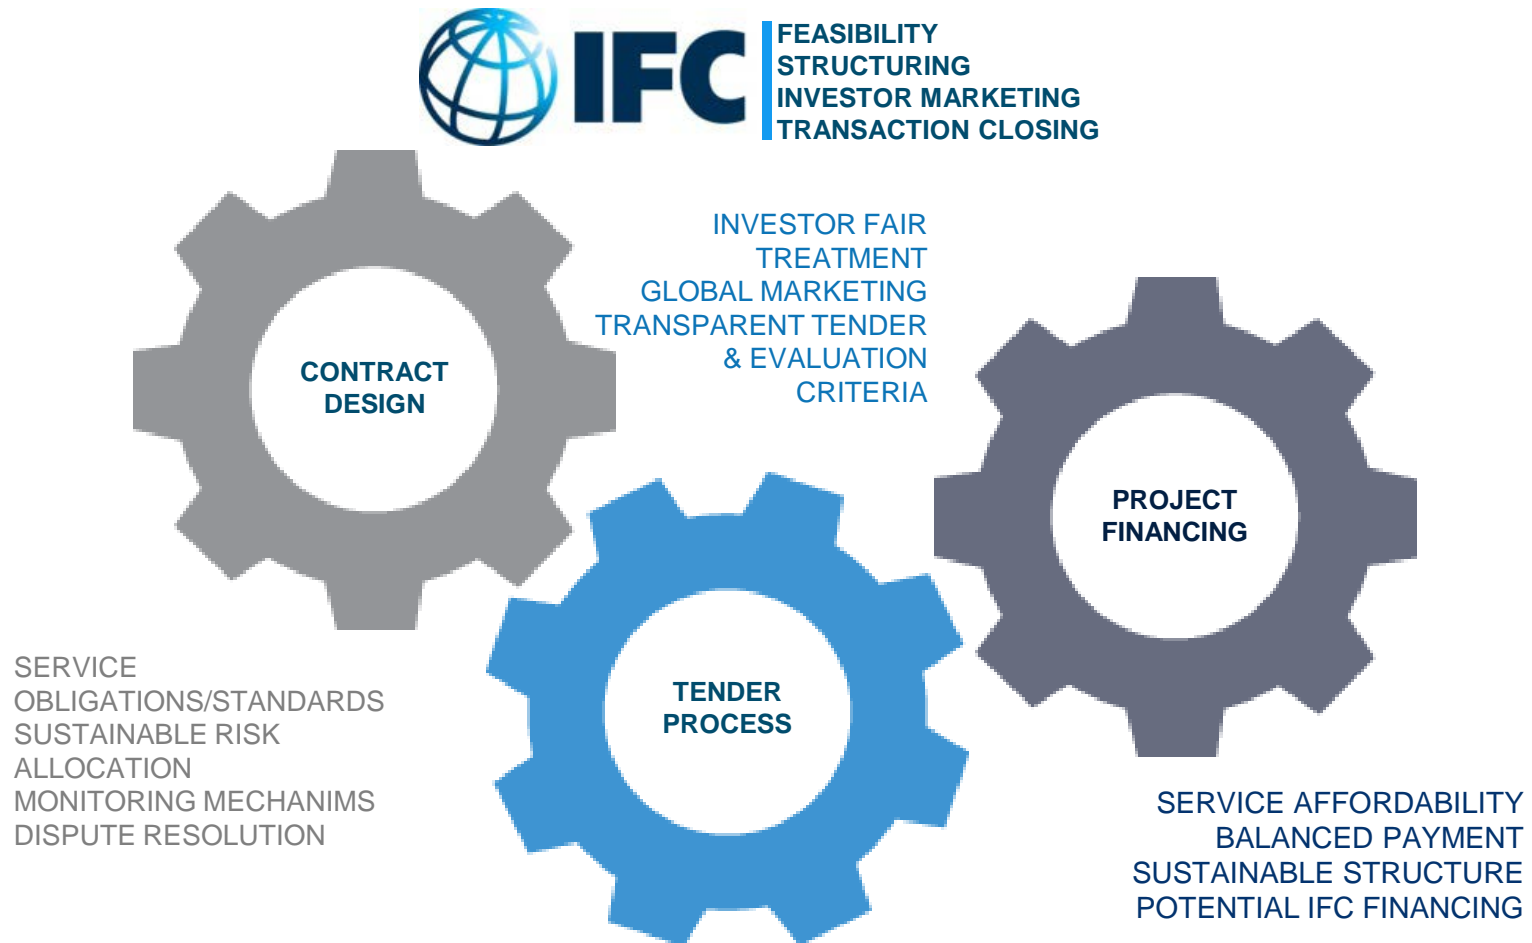 IFC
FEASIBILITY
STRUCTURING
INVESTOR MARKETING
TRANSACTION CLOSING
INVESTOR FAIR
TREATMENT
GLOBAL MARKETING
TRANSPARENT TENDER
& EVALUATION
CRITERIA
CONTRACT
DESIGN
PROJECT
FINANCING
TENDER
PROCESS
SERVICE
OBLIGATIONS/STANDARDS
SUSTAINABLE RISK
ALLOCATION
MONITORING MECHANIMS
DISPUTE RESOLUTION
SERVICE AFFORDABILITY
BALANCED PAYMENT
SUSTAINABLE STRUCTURE
POTENTIAL IFC FINANCING